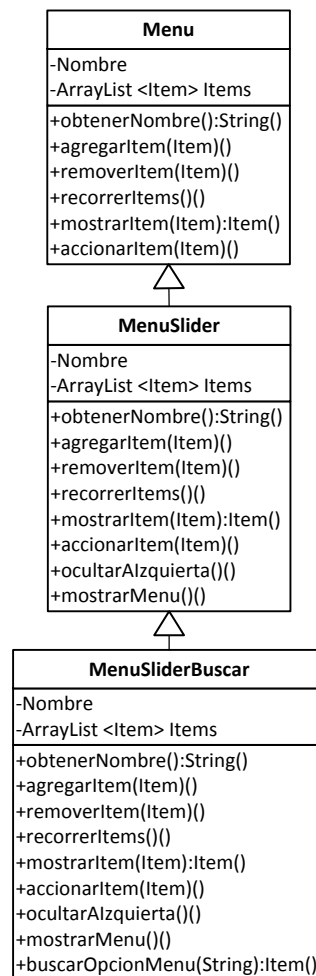 Menu
-Nombre
-ArrayList <Item> Items
+obtenerNombre():String()
+agregarItem(Item)()
+removerItem(Item)()
+recorrerItems()()
+mostrarItem(Item):Item()
+accionarItem(Item)()
MenuSlider
-Nombre
-ArrayList <Item> Items
+obtenerNombre():String()
+agregarItem(Item)()
+removerItem(Item)()
+recorrerItems()()
+mostrarItem(Item):Item()
+accionarItem(Item)()
+ocultarAIzquierta()()
+mostrarMenu()()
MenuSliderBuscar
-Nombre
-ArrayList <Item> Items
+obtenerNombre():String()
+agregarItem(Item)()
+removerItem(Item)()
+recorrerItems()()
+mostrarItem(Item):Item()
+accionarItem(Item)()
+ocultarAIzquierta()()
+mostrarMenu()()
+buscarOpcionMenu(String):Item()